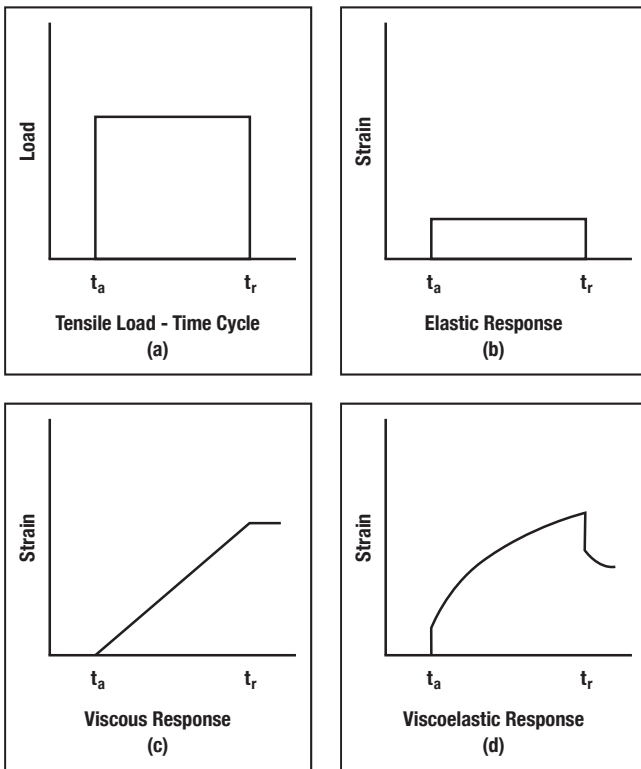 Load
t_a
t_r
Tensile Load - Time Cycle
(a)
Strain
t_a
t_r
Elastic Response
(b)
Strain
t_a
t_r
Viscous Response
(c)
Strain
t_a
t_r
Viscoelastic Response
(d)